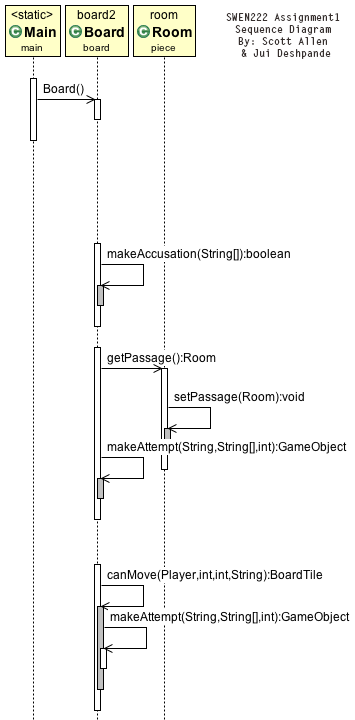 <static>
Main
main
board2
Board
board
room
Room
piece
SWEN222 Assignment1
Sequence Diagram
By: Scott Allen
& Jui Deshpande
Board()
makeAccusation(String[]):boolean
getPassage():Room
setPassage(Room):void
makeAttempt(String,String[],int):GameObject
canMove(Player,int,int,String):BoardTile
makeAttempt(String,String[],int):GameObject